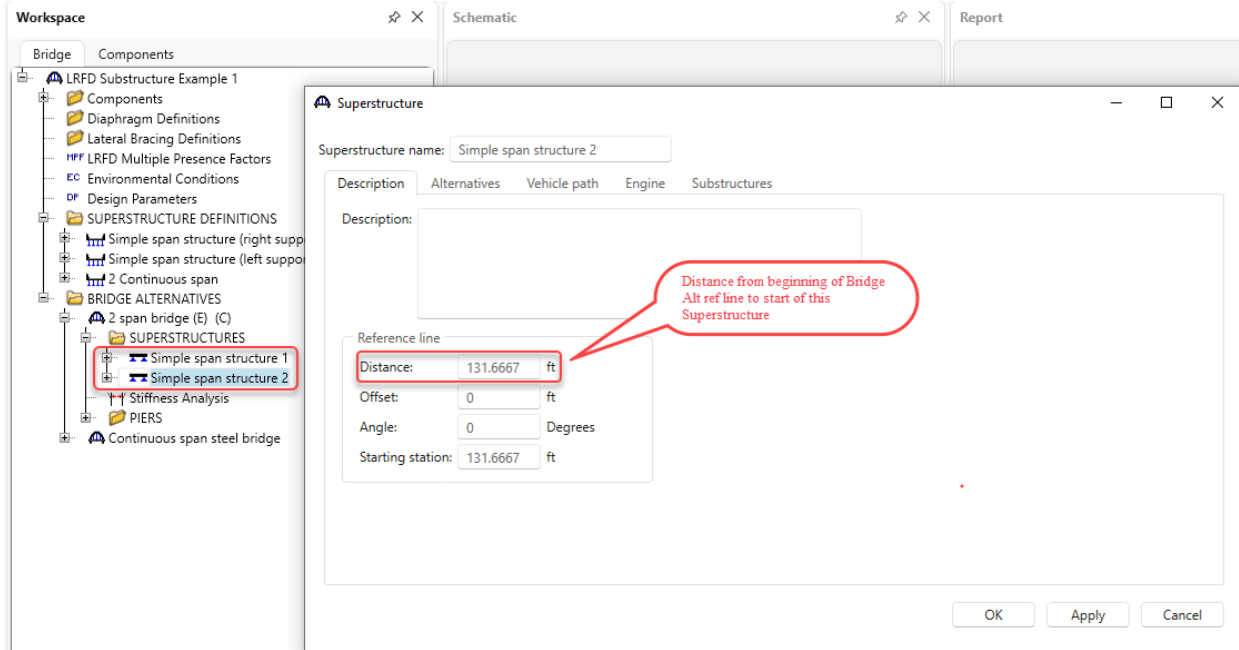 Workspace
Schematic
Report
Bridge Components
LRFD Substructure Example 1
Components
Diaphragm Definitions
Lateral Bracing Definitions
MPF LRFD Multiple Presence Factors
EC Environmental Conditions
DP Design Parameters
SUPERSTRUCTURE DEFINITIONS
Simple span structure (right supp
Simple span structure (left suppor
2 Continuous span
BRIDGE ALTERNATIVES
2 span bridge (E) (C)
SUPERSTRUCTURES
Simple span structure 1
Simple span structure 2
Stiffness Analysis
PIERS
Continuous span steel bridge
Superstructure
Superstructure name: Simple span structure 2
Description Alternatives Vehicle path Engine Substructures
Description:
Distance from beginning of Bridge
Alt ref line to start of this
Superstructure
Reference line
Distance: 131.6667 ft
Offset: 0 ft
Angle: 0 Degrees
Starting station: 131.6667 ft
OK Apply Cancel